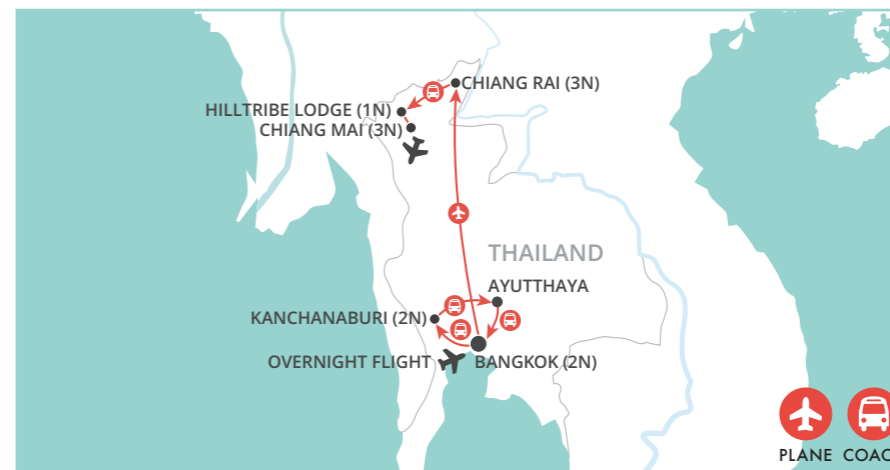 CHIANG RAI (3N)
HILLTRIBE LODGE (1N)
CHIANG MAI (3N)
THAILAND
AYUTTHAYA
KANCHANABURI (2N)
OVERNIGHT FLIGHT
BANGKOK (2N)
PLANE